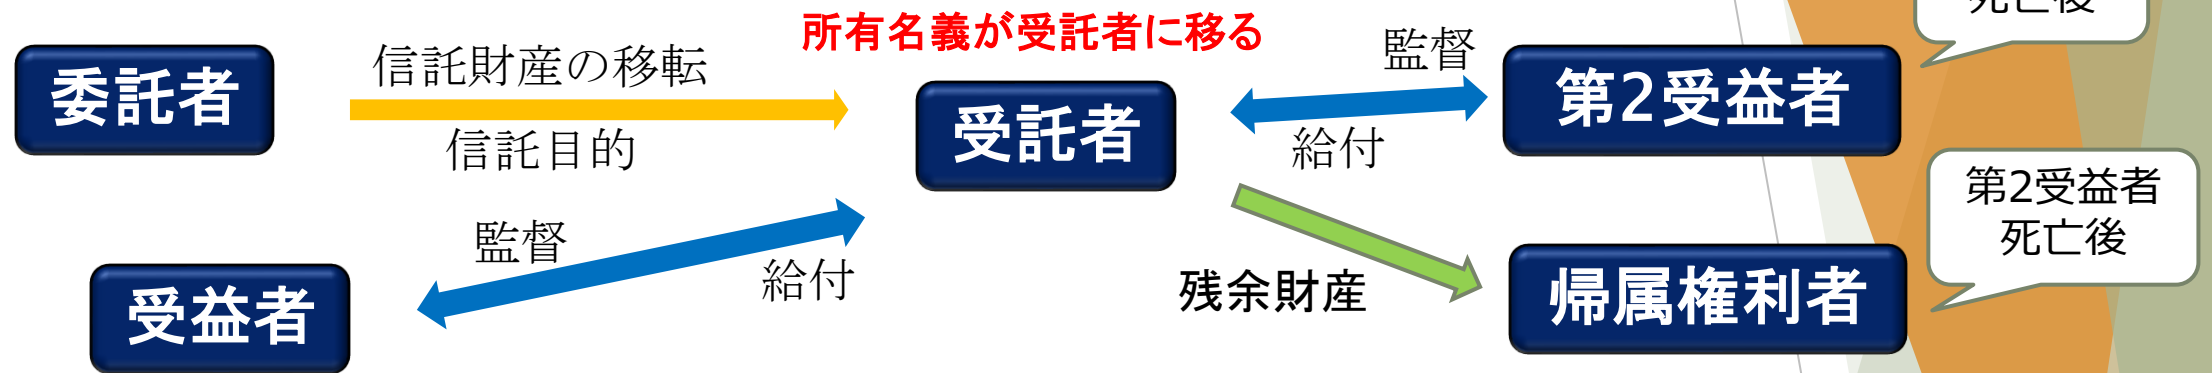 死亡後
所有名義が受託者に移る
委託者
信託財産の移転
信託目的
受託者
監督
給付
第2受益者
第2受益者
死亡後
監督
給付
受益者
残余財産
帰属権利者